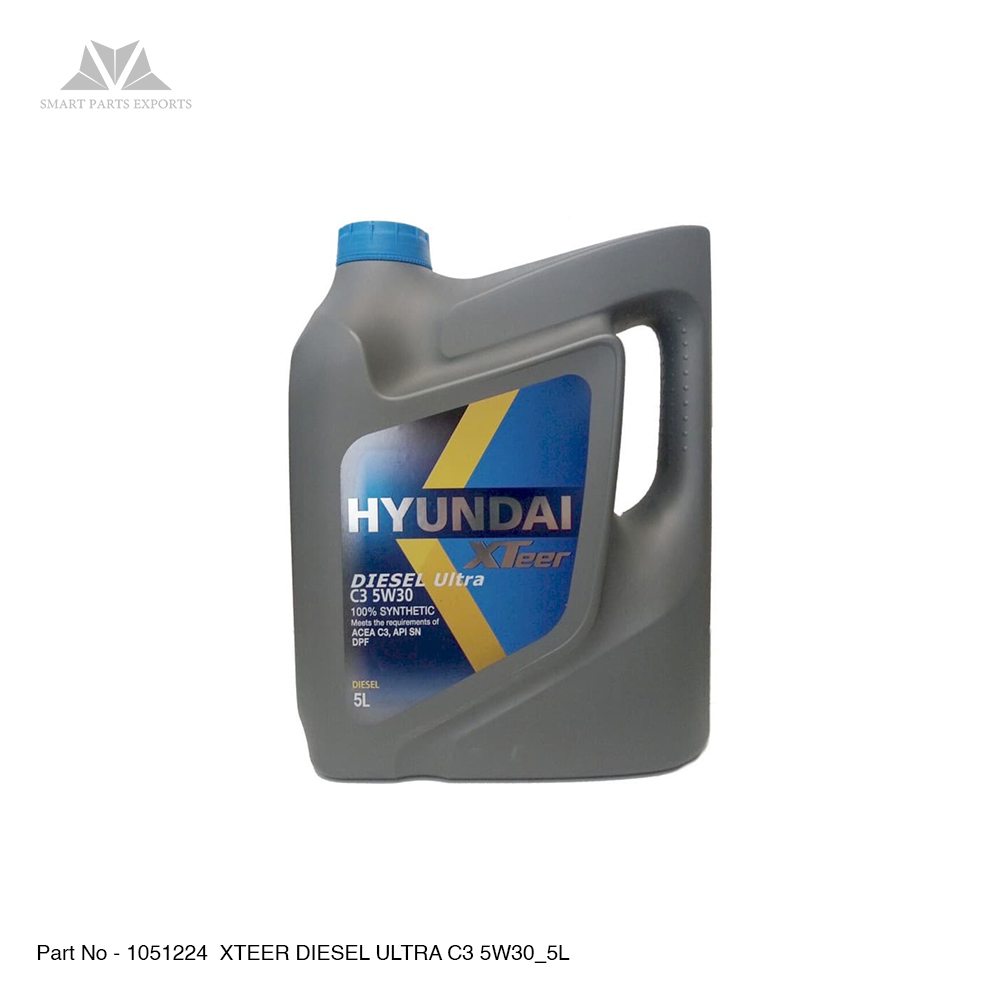 SMART PARTS EXPORTS
HYUNDAI
XTeer
DIESEL Ultra
C3 5W30
100% SYNTHETIC
Meets the requirements of
ACEA C3, API SN
DPF
DIESEL
5L
Part No - 1051224  XTEER DIESEL ULTRA C3 5W30_5L